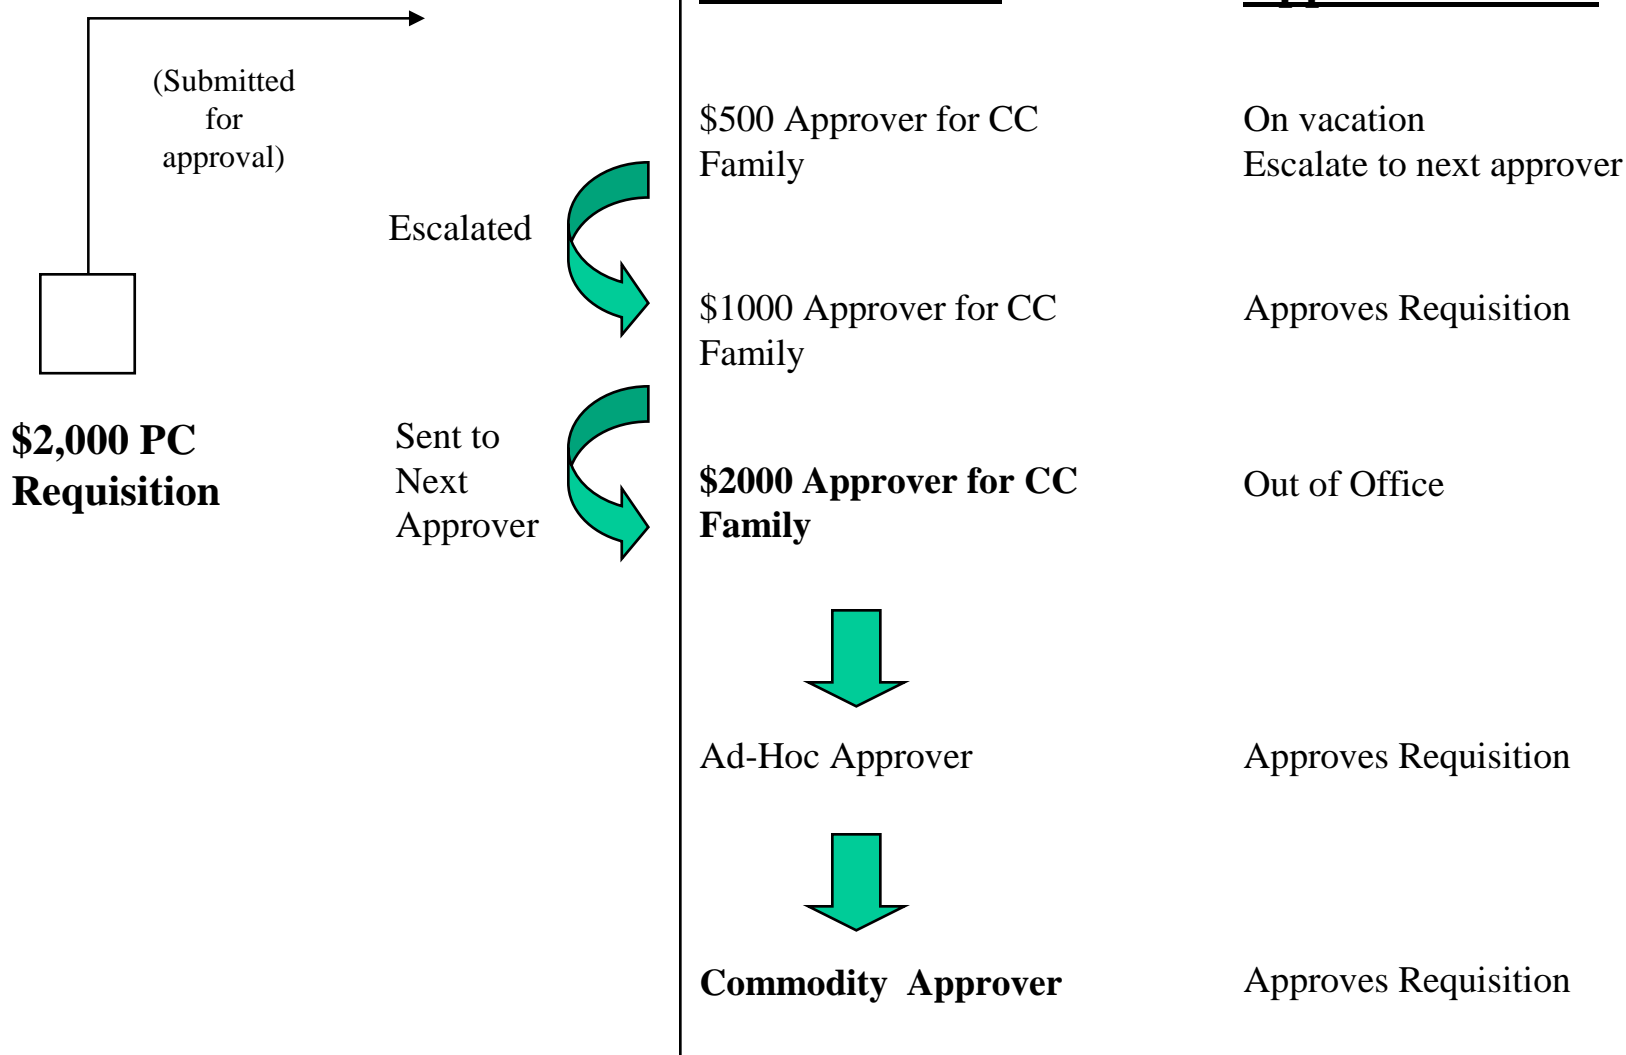 (Submitted
for
approval)
$500 Approver for CC
Family
On vacation
Escalate to next approver
Escalated
$1000 Approver for CC
Family
Approves Requisition
$2,000 PC
Requisition
Sent to
Next
Approver
$2000 Approver for CC
Family
Out of Office
Ad-Hoc Approver
Approves Requisition
Commodity Approver
Approves Requisition